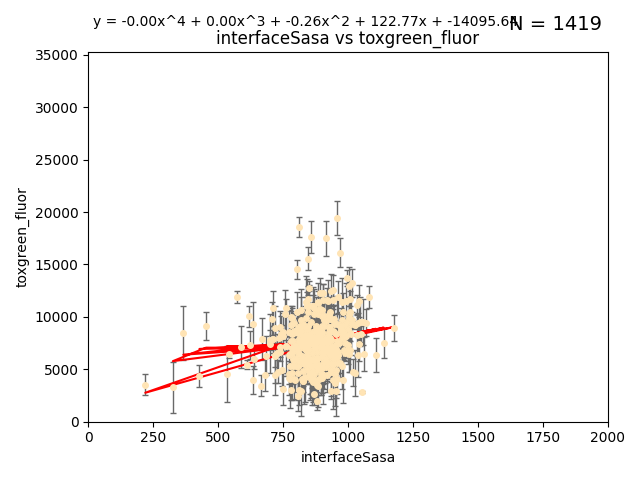 y = -0.00x^4 + 0.00x^3 + -0.26x^2 + 122.77x + -14095.64
N = 1419
interfaceSasa vs toxgreen_fluor
35000
30000
25000
20000
15000
10000
5000
0
toxgreen_fluor
0 250 500 750 1000 1250 1500 1750 2000
interfaceSasa